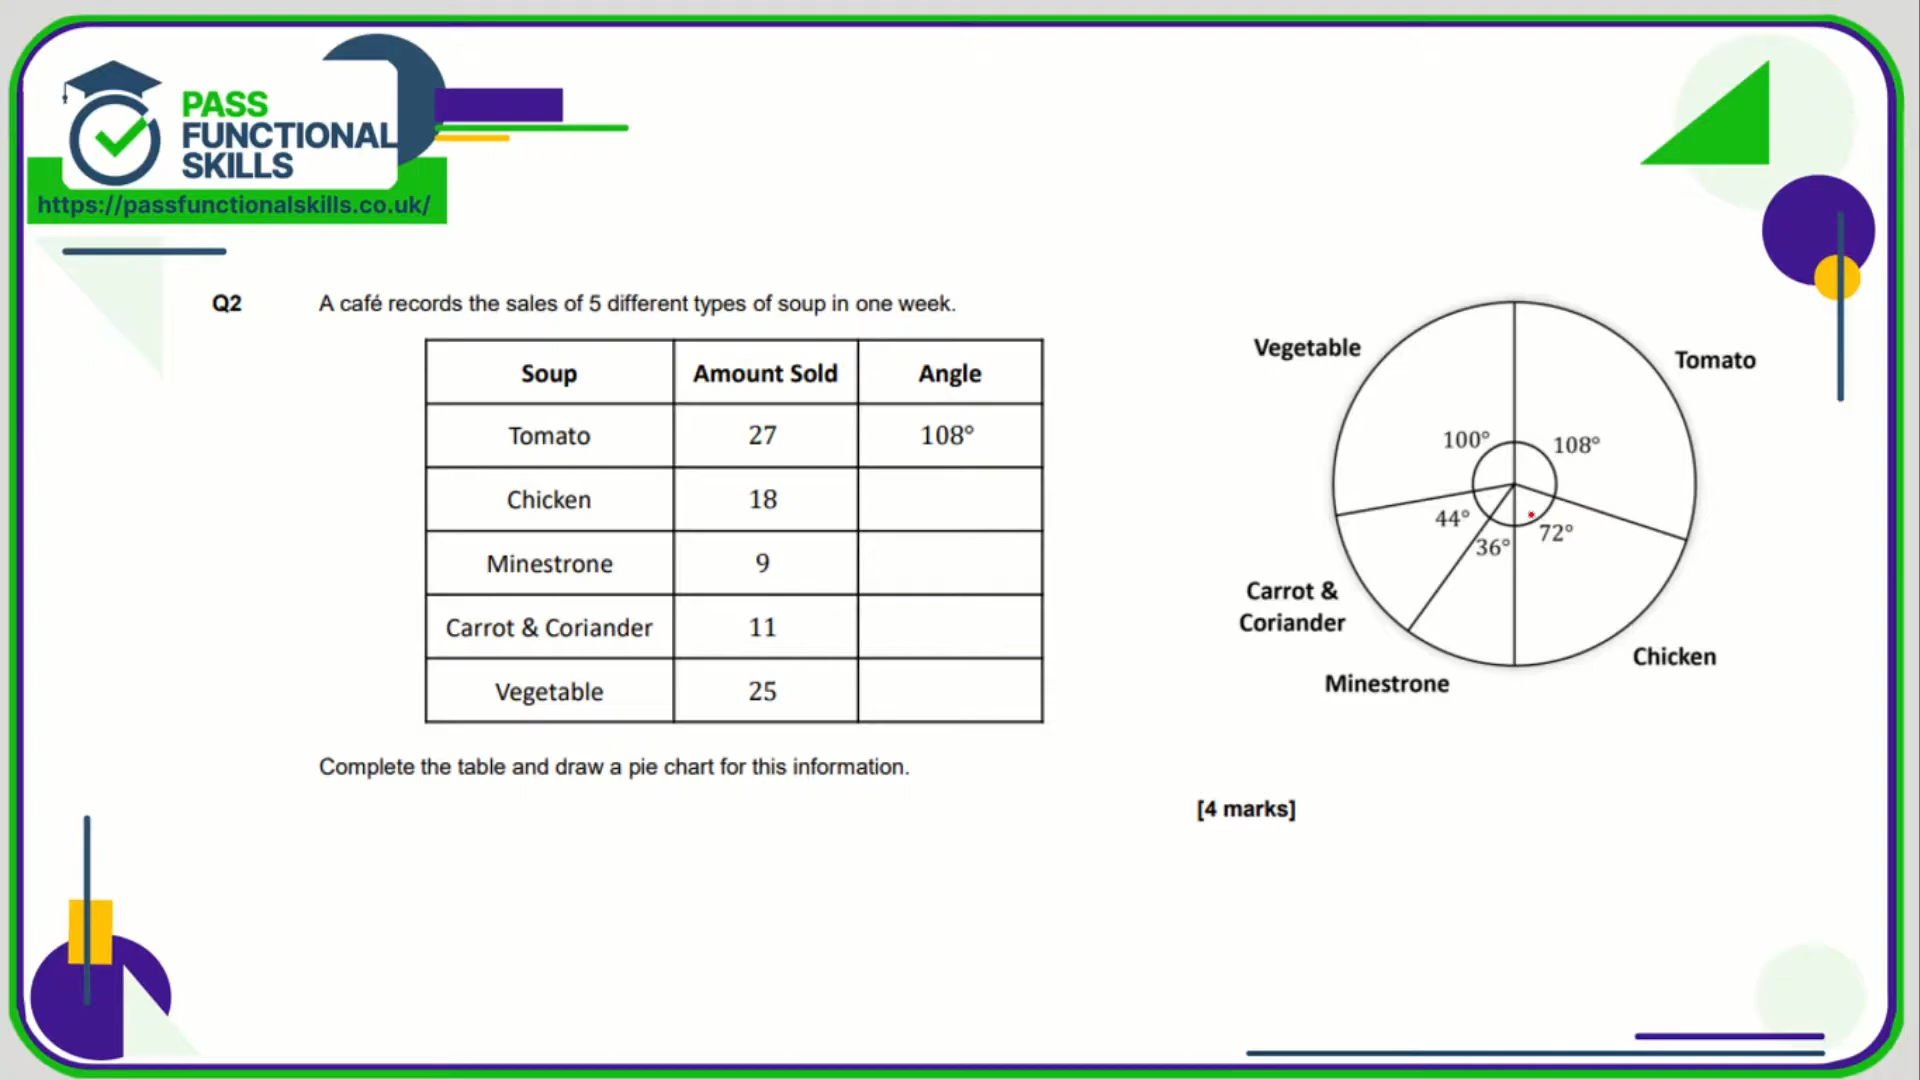 PASS
FUNCTIONAL
SKILLS
https://passfunctionalskills.co.uk/
Q2 A café records the sales of 5 different types of soup in one week.
Soup Amount Sold Angle
Tomato 27 108°
Chicken 18
Minestrone 9
Carrot & Coriander 11
Vegetable 25
Complete the table and draw a pie chart for this information.
[4 marks]
Vegetable
Tomato
100°
108°
44°
36°
72°
Carrot &
Coriander
Minestrone
Chicken